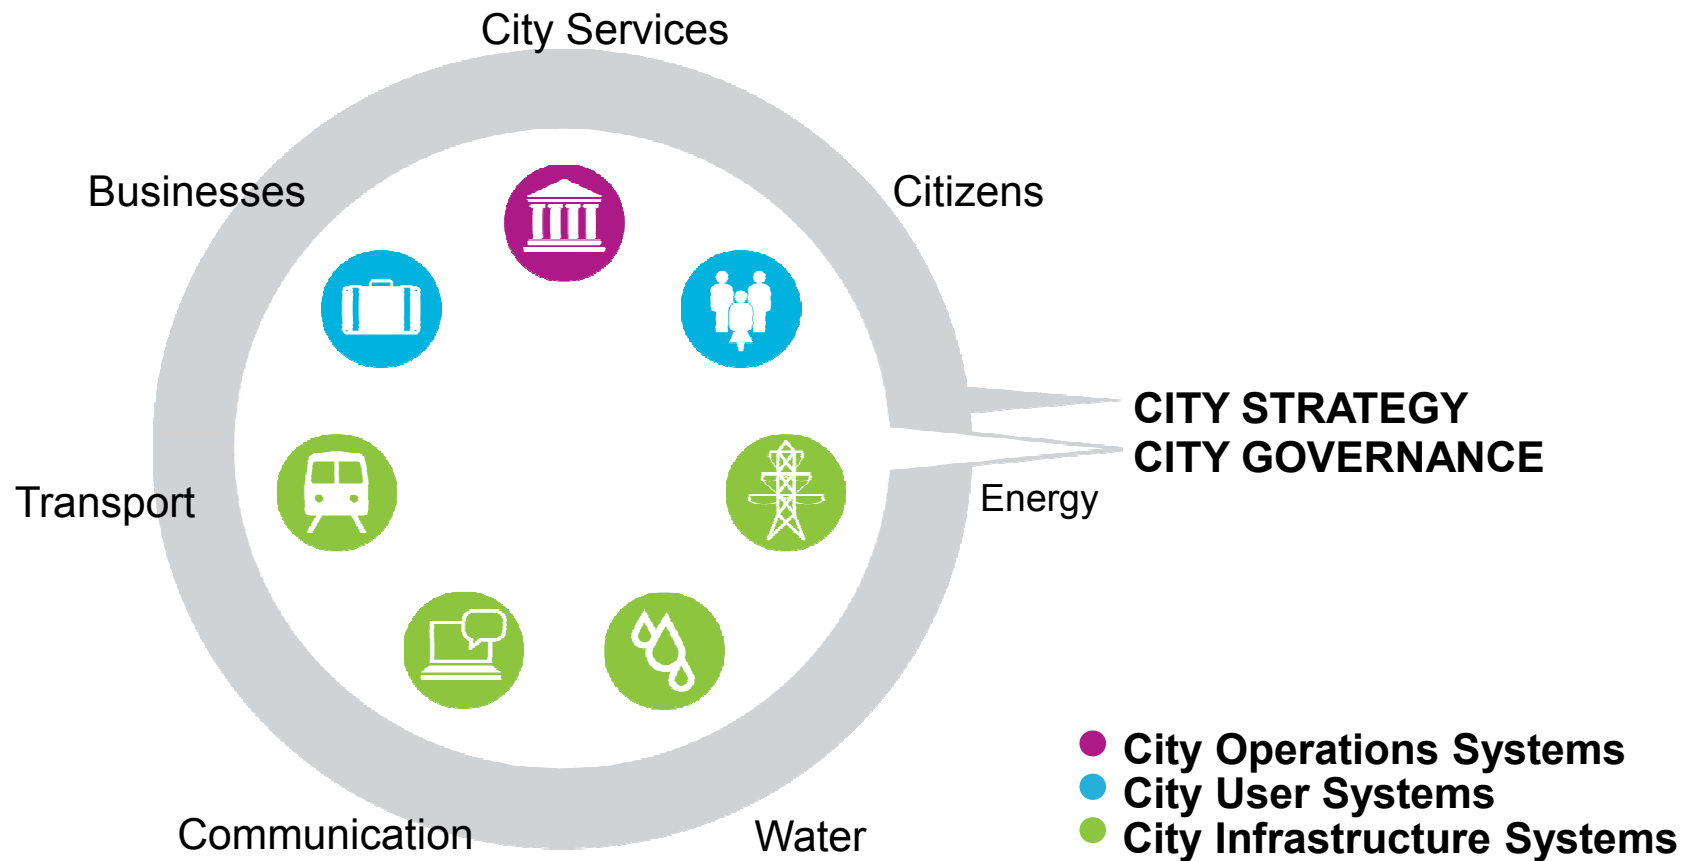 City Services
Businesses
Citizens
CITY STRATEGY
CITY GOVERNANCE
Transport
Energy
Communication
Water
City Operations Systems
City User Systems
City Infrastructure Systems